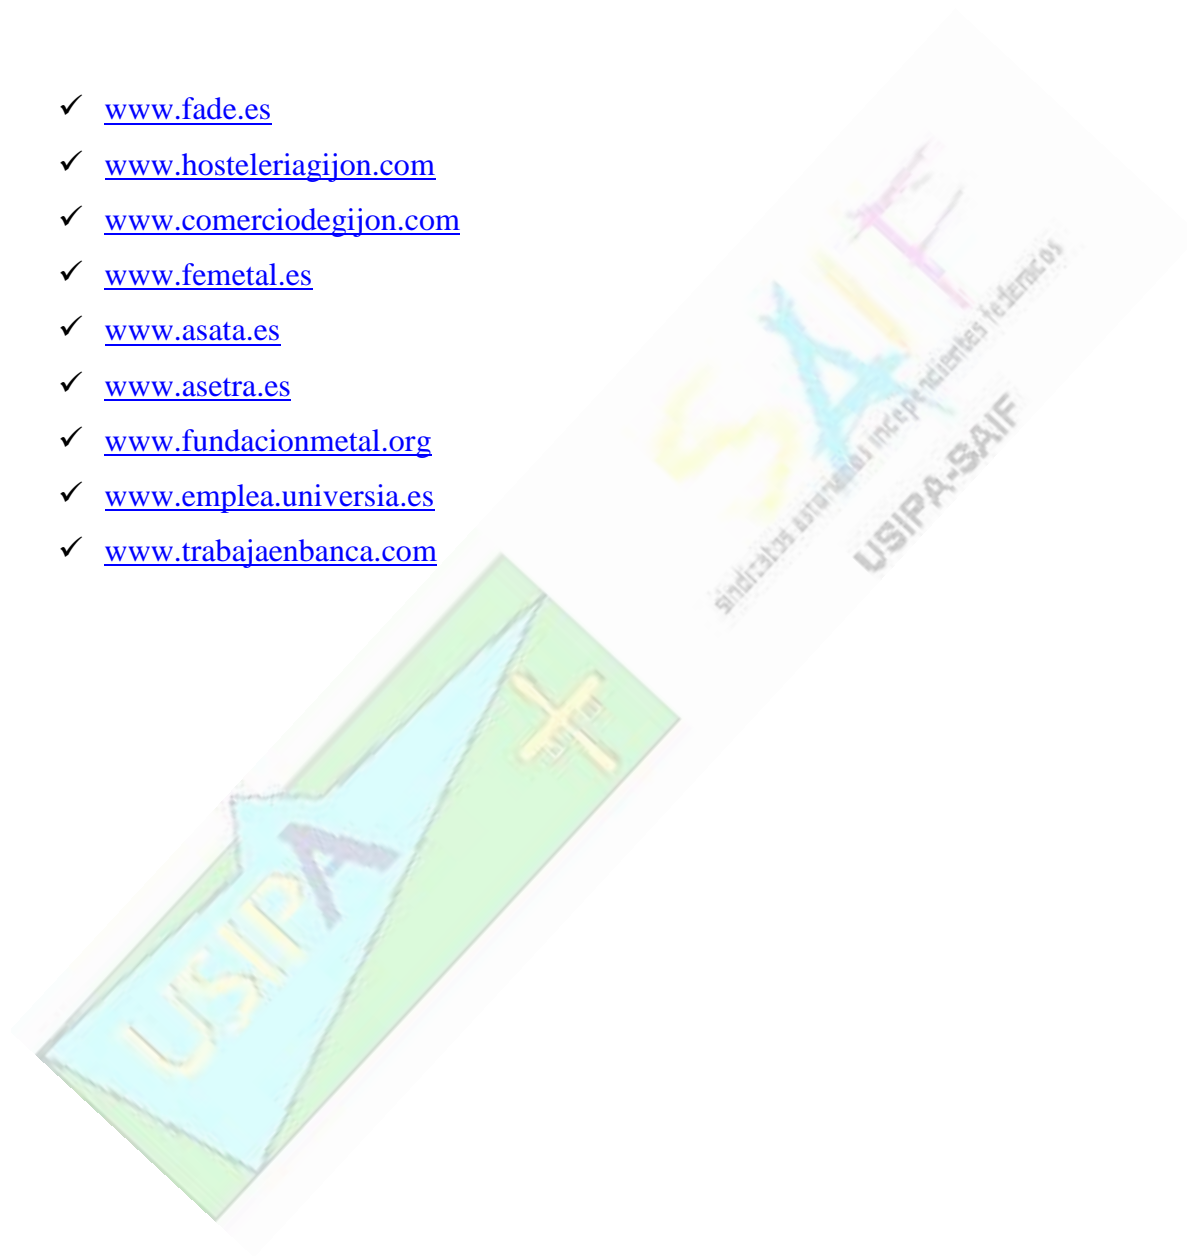 ✓ www.fade.es
✓ www.hosteleriagijon.com
✓ www.comerciodegijon.com
✓ www.femetal.es
✓ www.asata.es
✓ www.asetra.es
✓ www.fundacionmetal.org
✓ www.emplea.universia.es
✓ www.trabajaenbanca.com
SAIF
sindicatos asturianos independientes federados
USIPA-SAIF
USIPA